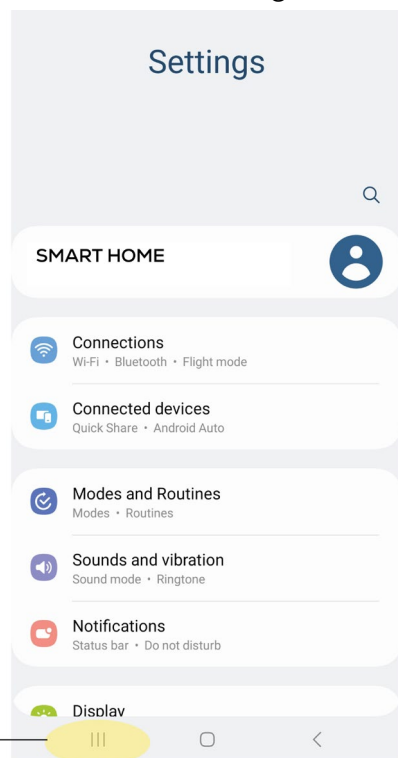 Settings
SMART HOME
Connections
Wi-Fi • Bluetooth • Flight mode
Connected devices
Quick Share • Android Auto
Modes and Routines
Modes • Routines
Sounds and vibration
Sound mode • Ringtone
Notifications
Status bar • Do not disturb
Display